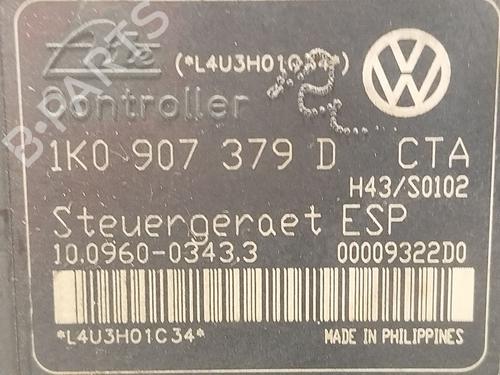 Ate
(*L4U3H01C34*)
Controller
1K0 907 379 D CTA
H43/S0102
Steuergeraet ESP
10.0960-0343.3 00009322D0
*L4U3H01C34*
MADE IN PHILIPPINES
B-PARTS